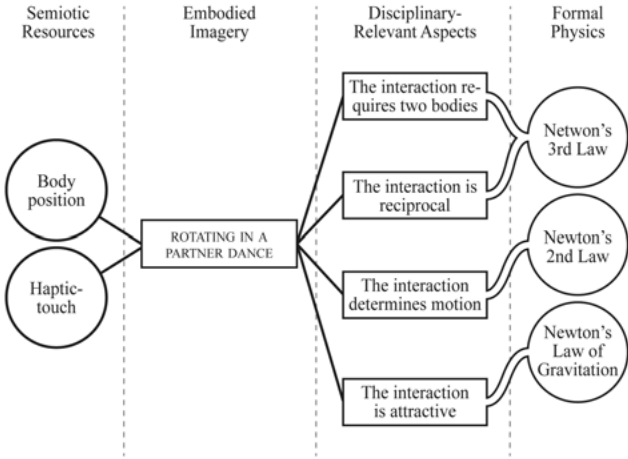 Semiotic
Resources
Embodied
Imagery
Disciplinary-
Relevant Aspects
Formal
Physics
Body
position
Haptic-
touch
ROTATING IN A
PARTNER DANCE
The interaction re-
quires two bodies
The interaction is
reciprocal
The interaction
determines motion
The interaction
is attractive
Netwon's
3rd Law
Newton's
2nd Law
Newton's
Law of
Gravitation